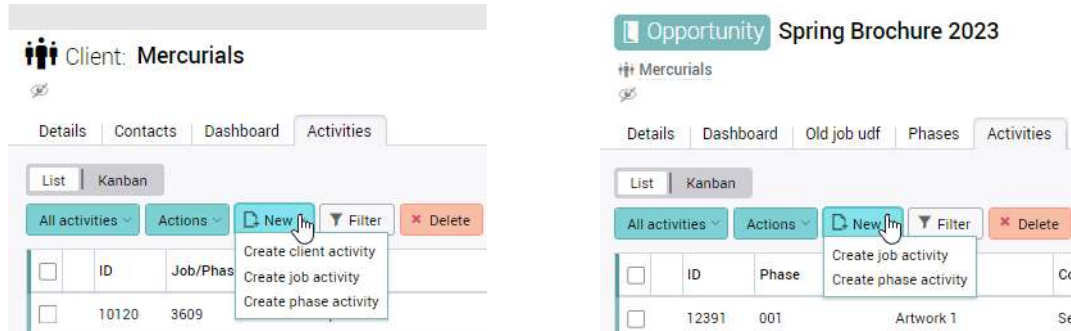 Client: Mercurials
Details Contacts Dashboard Activities
List Kanban
All activities Actions New Filter Delete
Create client activity
Create job activity
Create phase activity
ID Job/Phas
10120 3609
Opportunity Spring Brochure 2023
Mercurials
Details Dashboard Old job udf Phases Activities
List Kanban
All activities Actions New Filter Delete
Create job activity
Create phase activity
ID Phase Co
12391 001 Artwork 1 Se